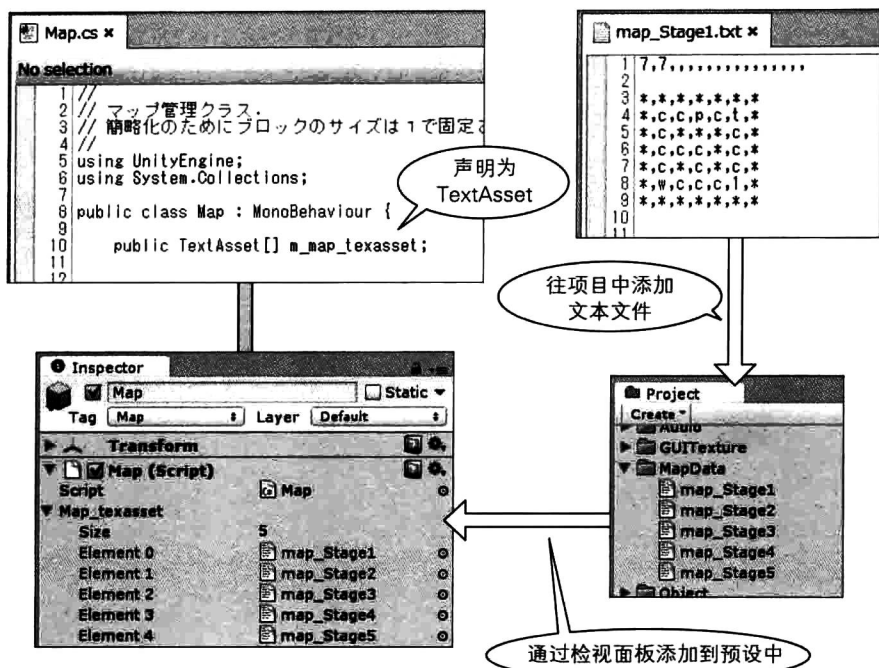 Map.cs ×
No selection
1 //
2 // マップ管理クラス.
3 // 簡略化のためにブロックのサイズは1で固定
4 //
5 using UnityEngine;
6 using System.Collections;
7
8 public class Map : MonoBehaviour {
9
10 public TextAsset[] m_map_texasset;
11
12
声明为
TextAsset
map_Stage1.txt ×
1 7,7,,,,,,,,,,,,,,,
2
3 *,*,*,*,*,*,*
4 *,c,c,p,c,t,*
5 *,c,*,*,*,c,*
6 *,c,c,c,*,c,*
7 *,c,*,c,*,c,*
8 *,w,c,c,c,1,*
9 *,*,*,*,*,*,*
10
11
往项目中添加
文本文件
Inspector
Map
Static
Tag Map Layer Default
Transform
Map (Script)
Script Map
Map_texasset
Size 5
Element 0 map_Stage1
Element 1 map_Stage2
Element 2 map_Stage3
Element 3 map_Stage4
Element 4 map_Stage5
Project
Create
Audio
GUITexture
MapData
map_Stage1
map_Stage2
map_Stage3
map_Stage4
map_Stage5
Object
通过检视面板添加到预设中